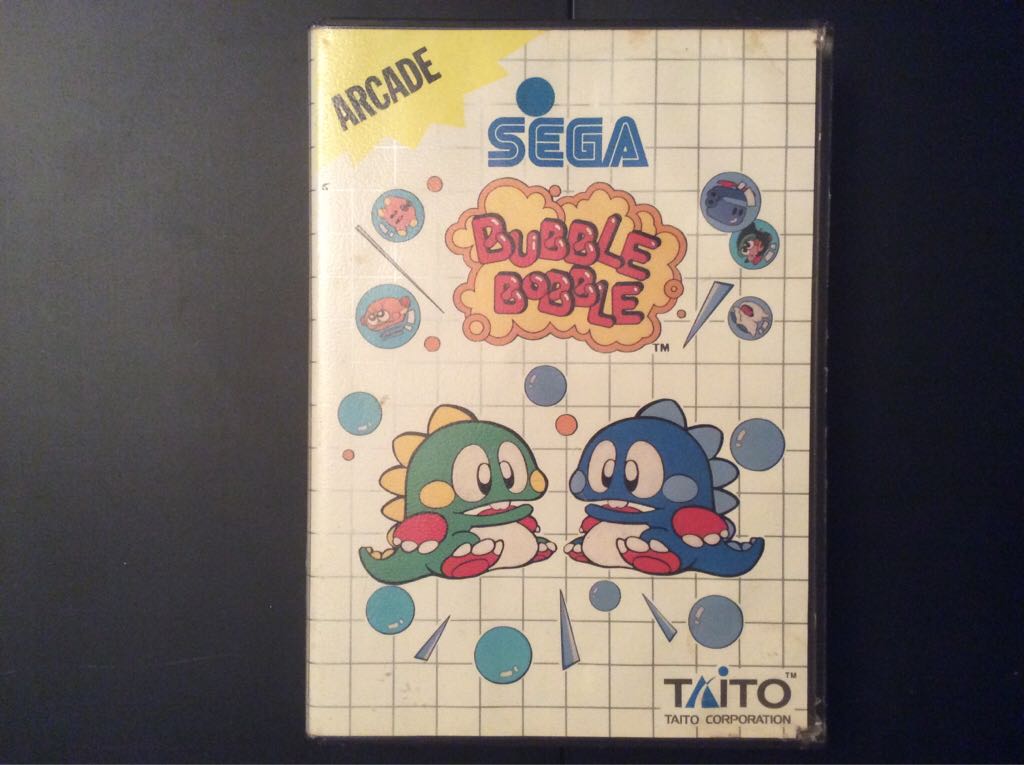 ARCADE
SEGA
BUBBLE
BOBBLE
TM
TAITO TM
TAITO CORPORATION